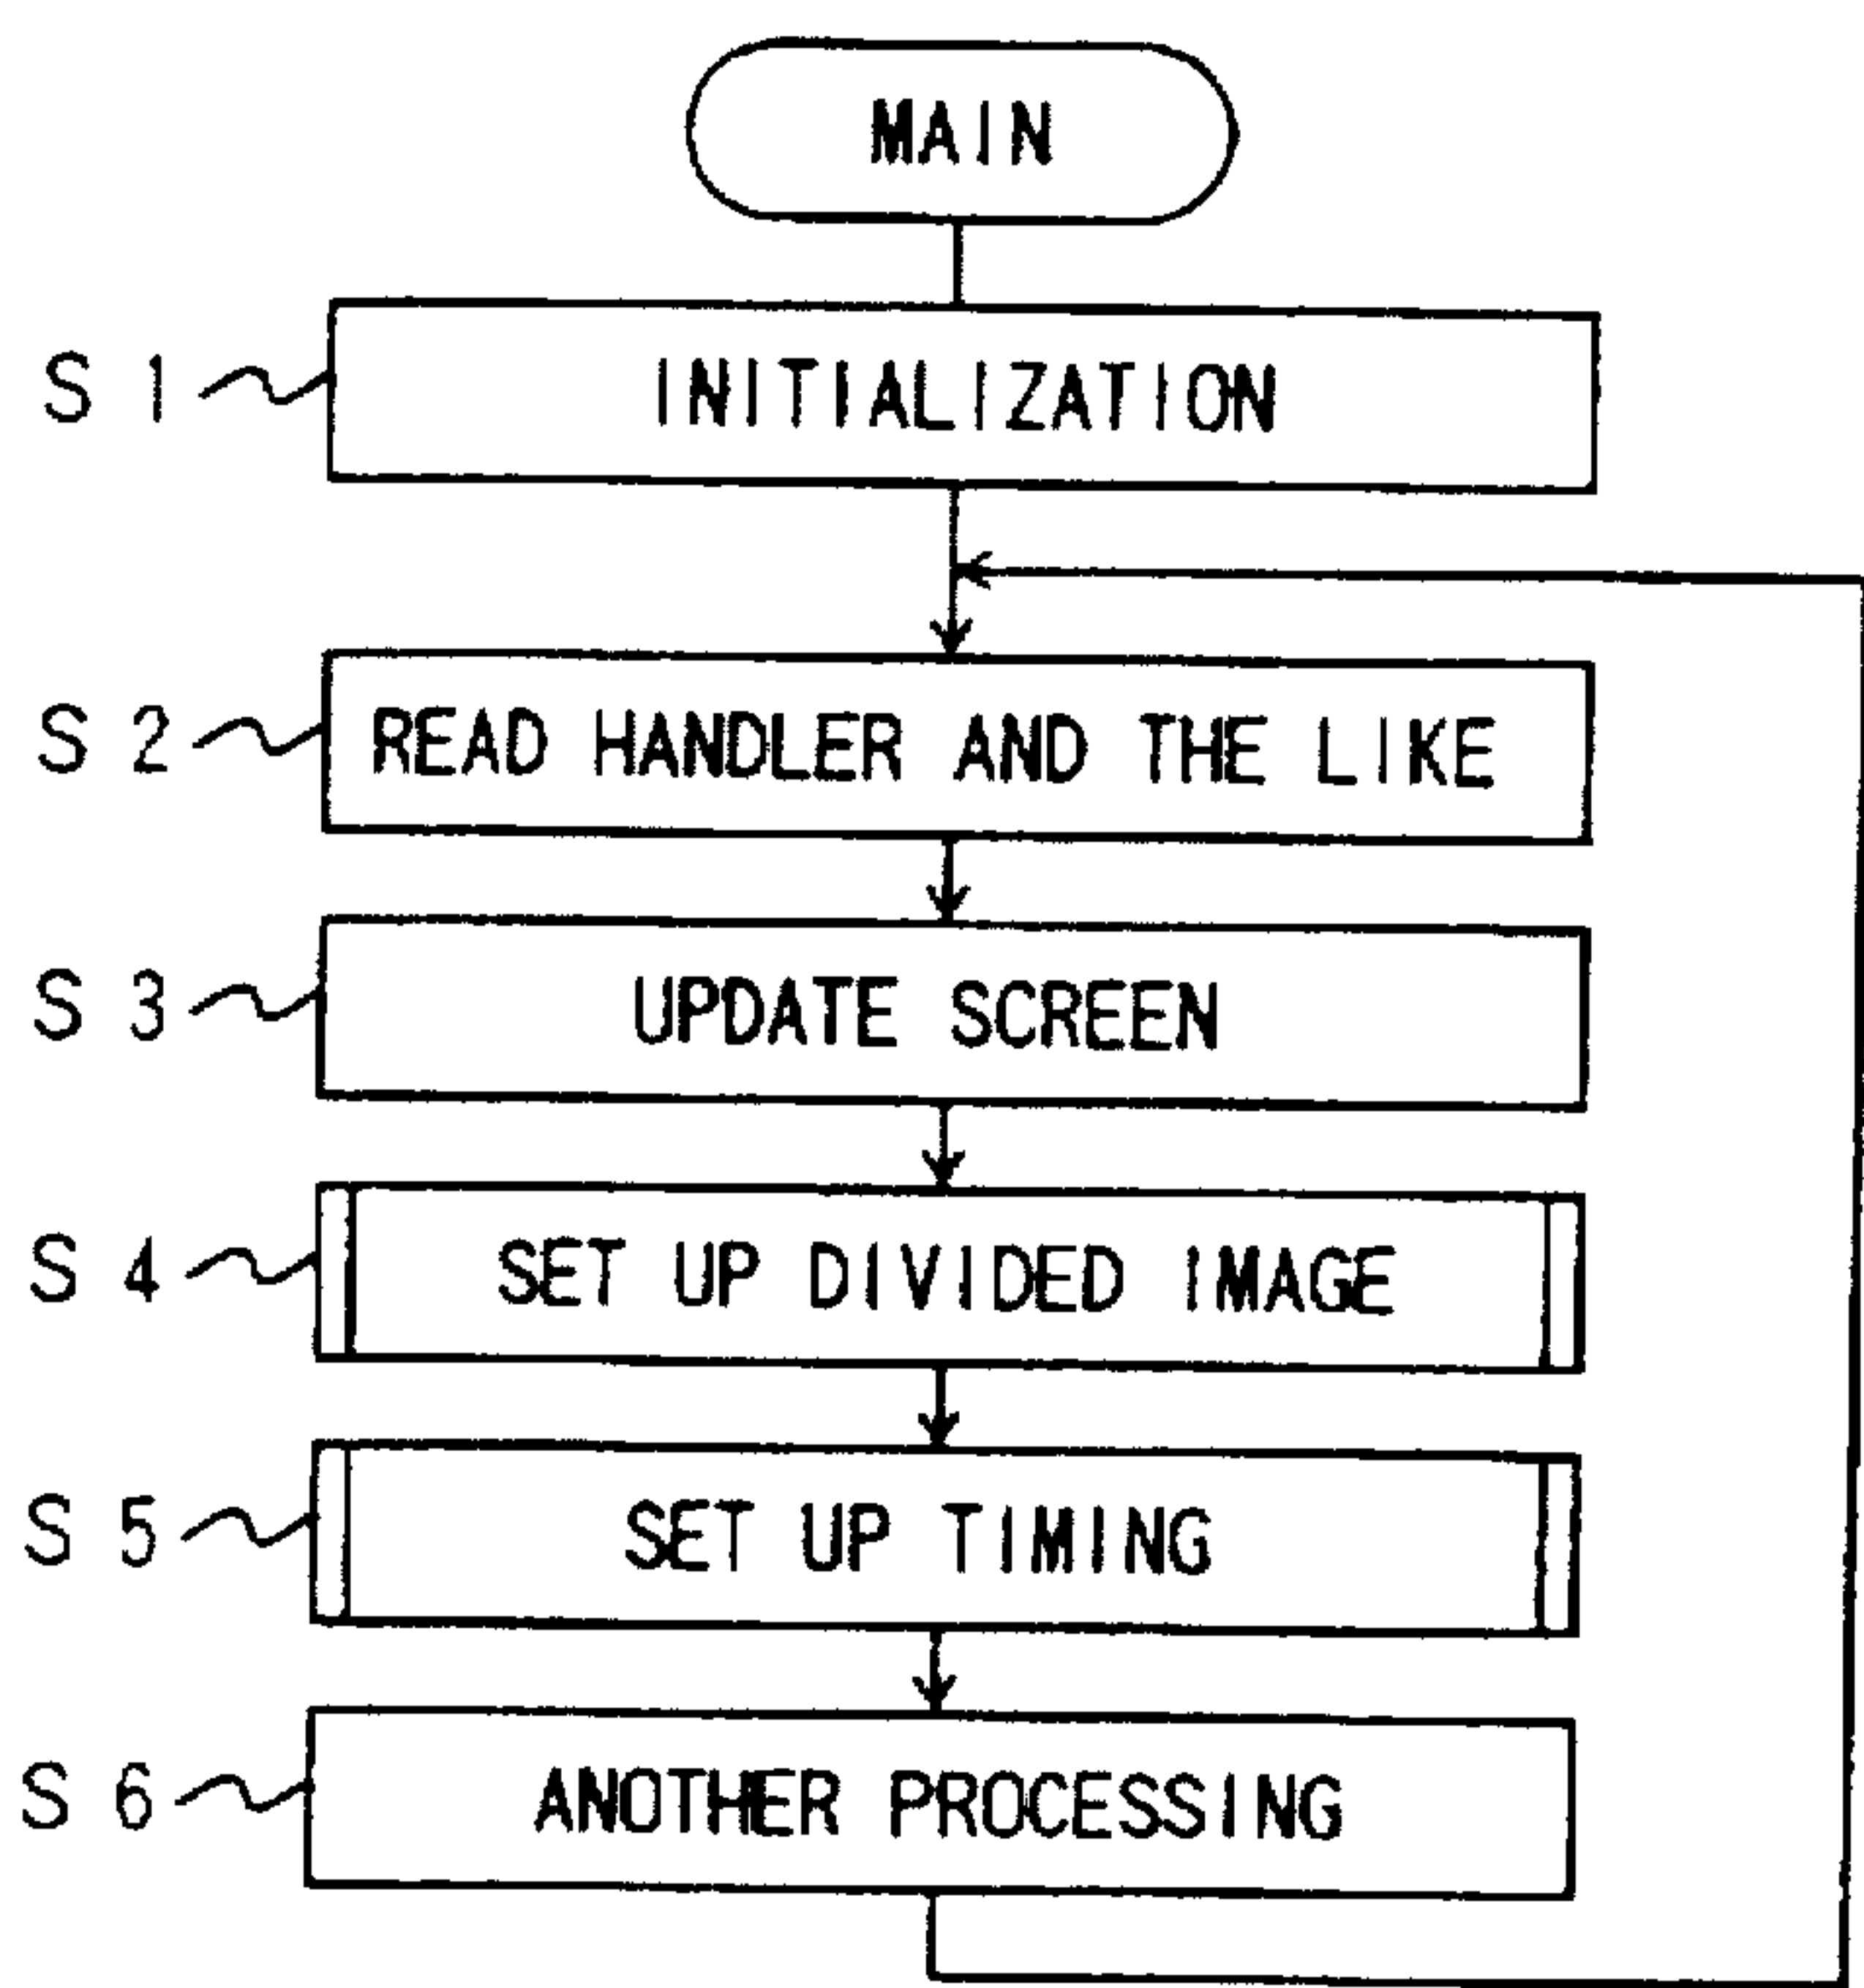 MAIN
S 1 INITIALIZATION
S 2 READ HANDLER AND THE LIKE
S 3 UPDATE SCREEN
S 4 SET UP DIVIDED IMAGE
S 5 SET UP TIMING
S 6 ANOTHER PROCESSING